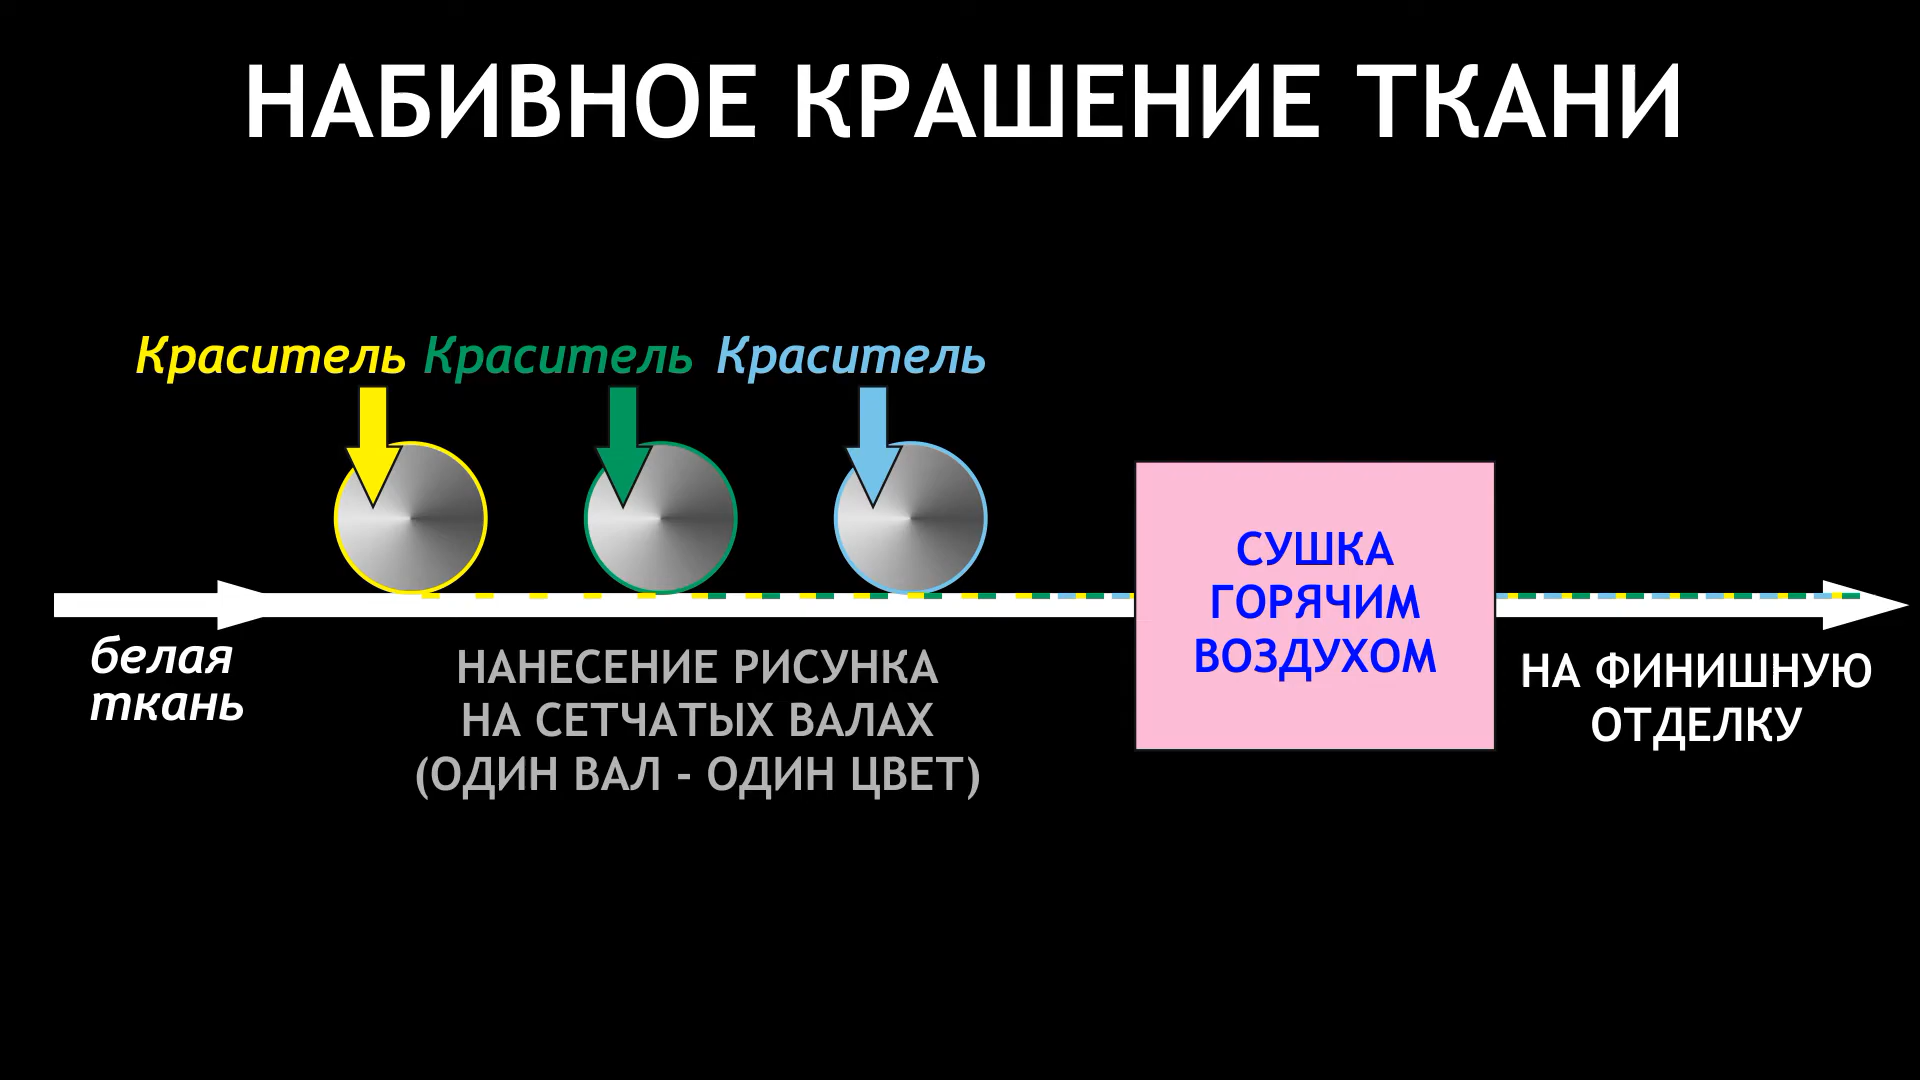 НАБИВНОЕ КРАШЕНИЕ ТКАНИ
Краситель Краситель Краситель
белая
ткань
НАНЕСЕНИЕ РИСУНКА
НА СЕТЧАТЫХ ВАЛАХ
(ОДИН ВАЛ - ОДИН ЦВЕТ)
СУШКА
ГОРЯЧИМ
ВОЗДУХОМ
НА ФИНИШНУЮ
ОТДЕЛКУ